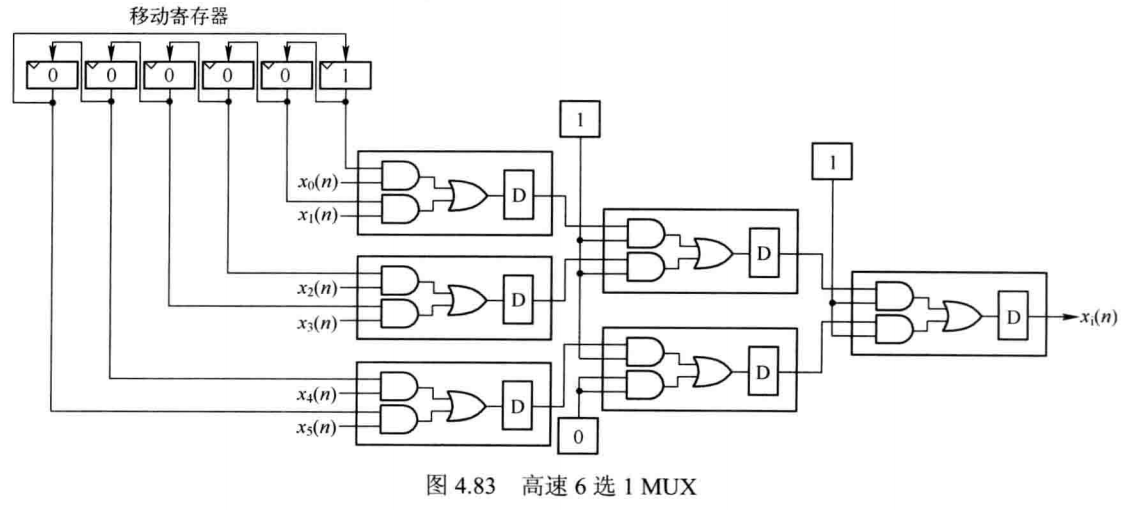 移动寄存器
0 0 0 0 0 1
1
1
x₀(n)
x₁(n)
D
D
x₂(n)
x₃(n)
D
D
D
xᵢ(n)
x₄(n)
x₅(n)
D
0
图 4.83 高速 6 选 1 MUX